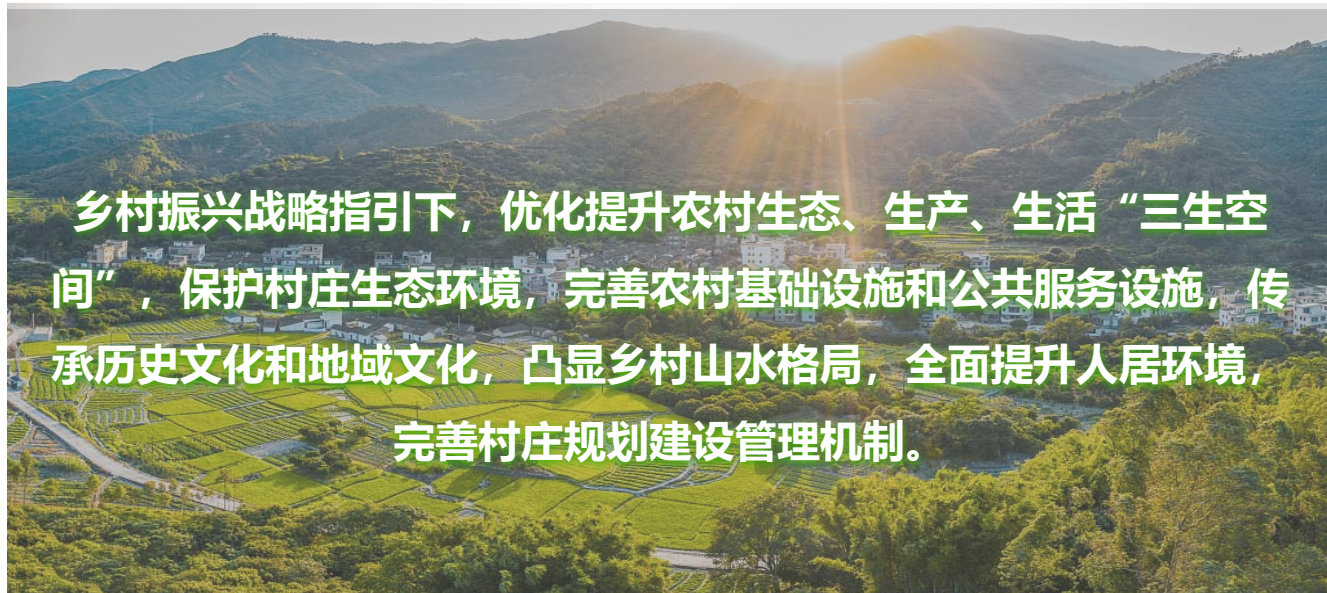 乡村振兴战略指引下，优化提升农村生态、生产、生活“三生空
间”，保护村庄生态环境，完善农村基础设施和公共服务设施，传
承历史文化和地域文化，凸显乡村山水格局，全面提升人居环境，
完善村庄规划建设管理机制。